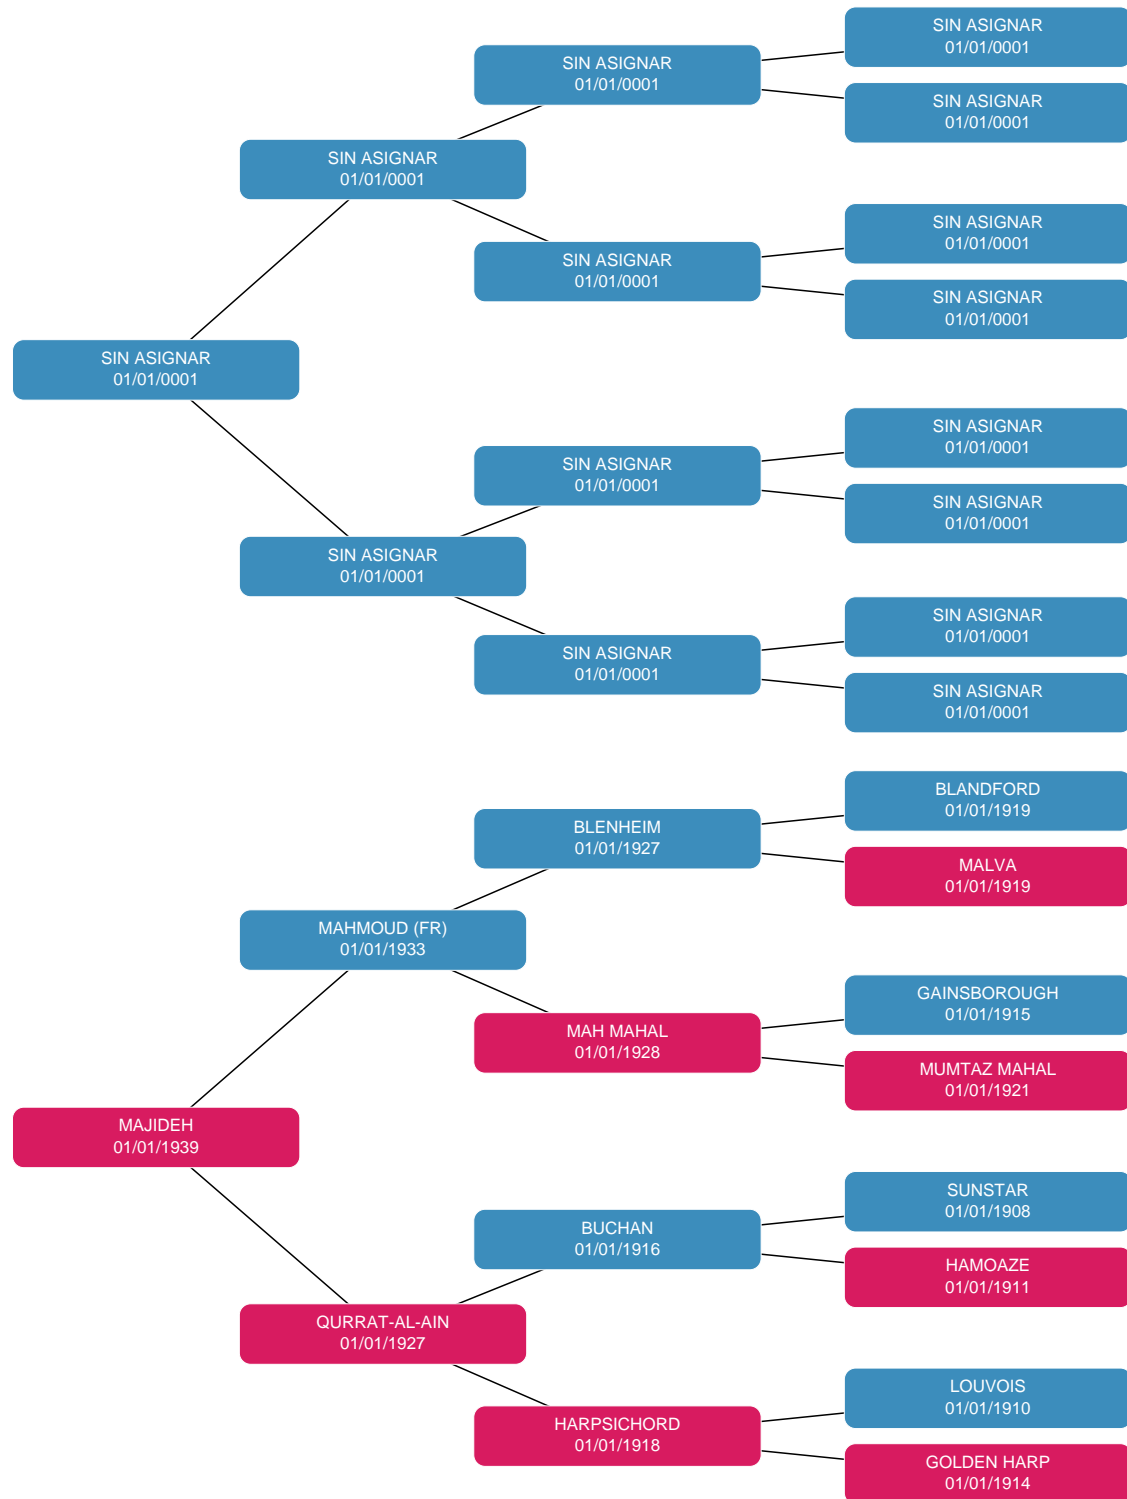 SIN ASIGNAR
01/01/0001
SIN ASIGNAR
01/01/0001
SIN ASIGNAR
01/01/0001
SIN ASIGNAR
01/01/0001
SIN ASIGNAR
01/01/0001
SIN ASIGNAR
01/01/0001
SIN ASIGNAR
01/01/0001
SIN ASIGNAR
01/01/0001
SIN ASIGNAR
01/01/0001
SIN ASIGNAR
01/01/0001
SIN ASIGNAR
01/01/0001
SIN ASIGNAR
01/01/0001
SIN ASIGNAR
01/01/0001
SIN ASIGNAR
01/01/0001
SIN ASIGNAR
01/01/0001
BLANDFORD
01/01/1919
BLENHEIM
01/01/1927
MALVA
01/01/1919
MAHMOUD (FR)
01/01/1933
GAINSBOROUGH
01/01/1915
MAH MAHAL
01/01/1928
MUMTAZ MAHAL
01/01/1921
MAJIDEH
01/01/1939
SUNSTAR
01/01/1908
BUCHAN
01/01/1916
HAMOAZE
01/01/1911
QURRAT-AL-AIN
01/01/1927
LOUVOIS
01/01/1910
HARPSICHORD
01/01/1918
GOLDEN HARP
01/01/1914